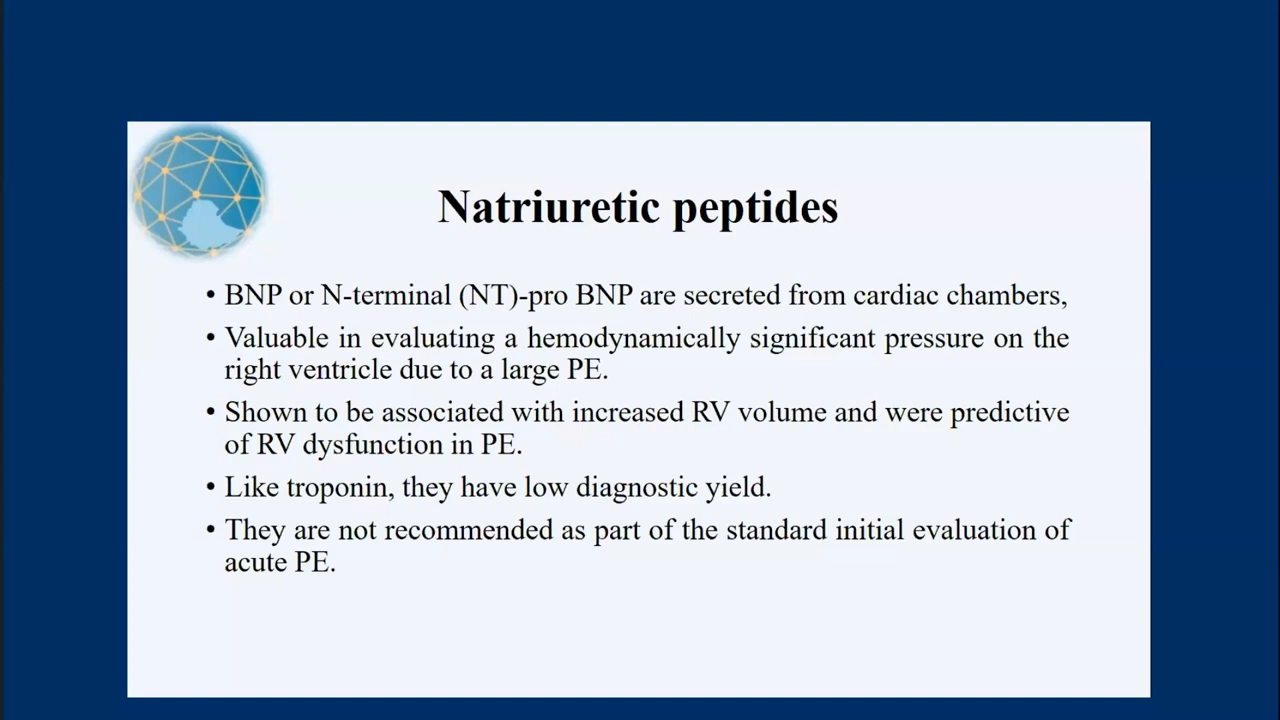 Natriuretic peptides
• BNP or N-terminal (NT)-pro BNP are secreted from cardiac chambers,
• Valuable in evaluating a hemodynamically significant pressure on the
right ventricle due to a large PE.
• Shown to be associated with increased RV volume and were predictive
of RV dysfunction in PE.
• Like troponin, they have low diagnostic yield.
• They are not recommended as part of the standard initial evaluation of
acute PE.